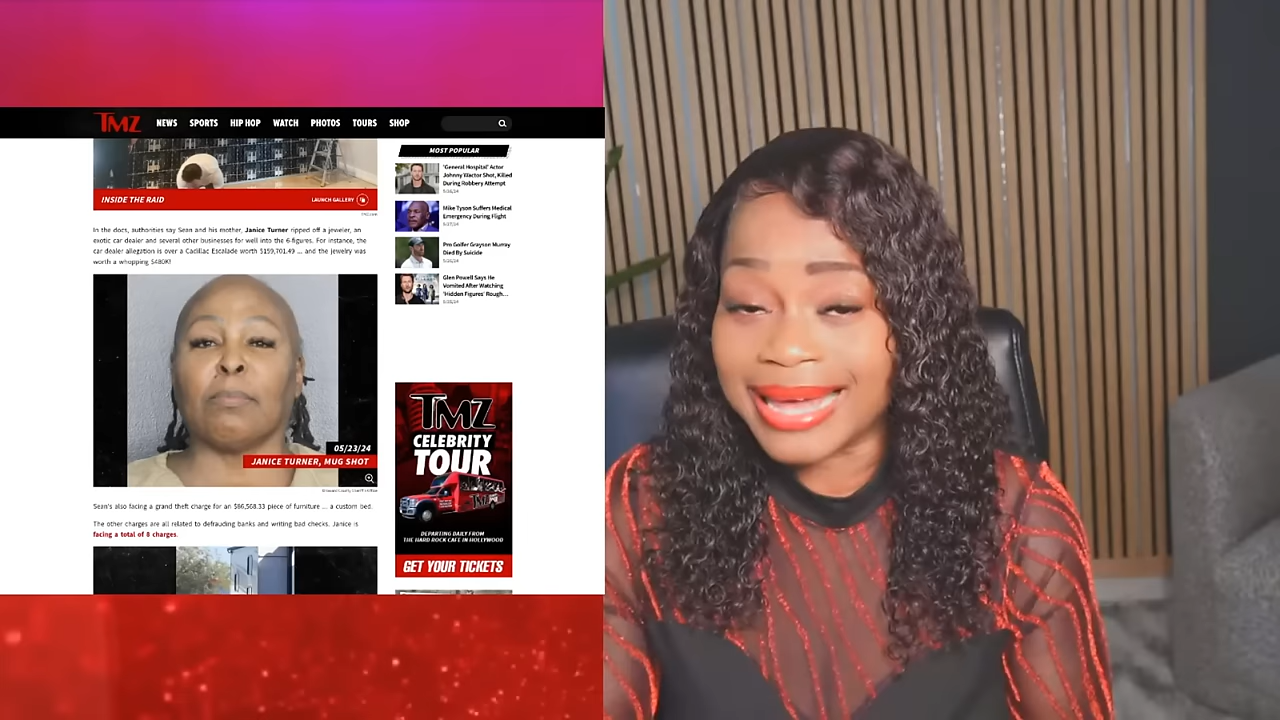 TMZ NEWS SPORTS HIP HOP WATCH PHOTOS TOURS SHOP
INSIDE THE RAID
LAUNCH GALLERY
In the docs, authorities say Sean and his mother, Janice Turner ripped off a jeweler, an
exotic car dealer and several other businesses for well into the 6-figures. For instance, the
car dealer allegation is over a Cadillac Escalade worth $159,701.49 ... and the jewelry was
worth a whopping $480K!
05/23/24
JANICE TURNER, MUG SHOT
Sean's also facing a grand theft charge for an $86,568.33 piece of furniture ... a custom bed.
The other charges are all related to defrauding banks and writing bad checks. Janice is
facing a total of 8 charges.
MOST POPULAR
'General Hospital' Actor
Johnny Wactor Shot, Killed
During Robbery Attempt
Mike Tyson Suffers Medical
Emergency During Flight
Pro Golfer Grayson Murray
Died By Suicide
Glen Powell Says He
Vomited After Watching
'Hidden Figures' Rough...
TMZ
CELEBRITY
TOUR
DEPARTING DAILY FROM
THE HARD ROCK CAFE IN HOLLYWOOD
GET YOUR TICKETS